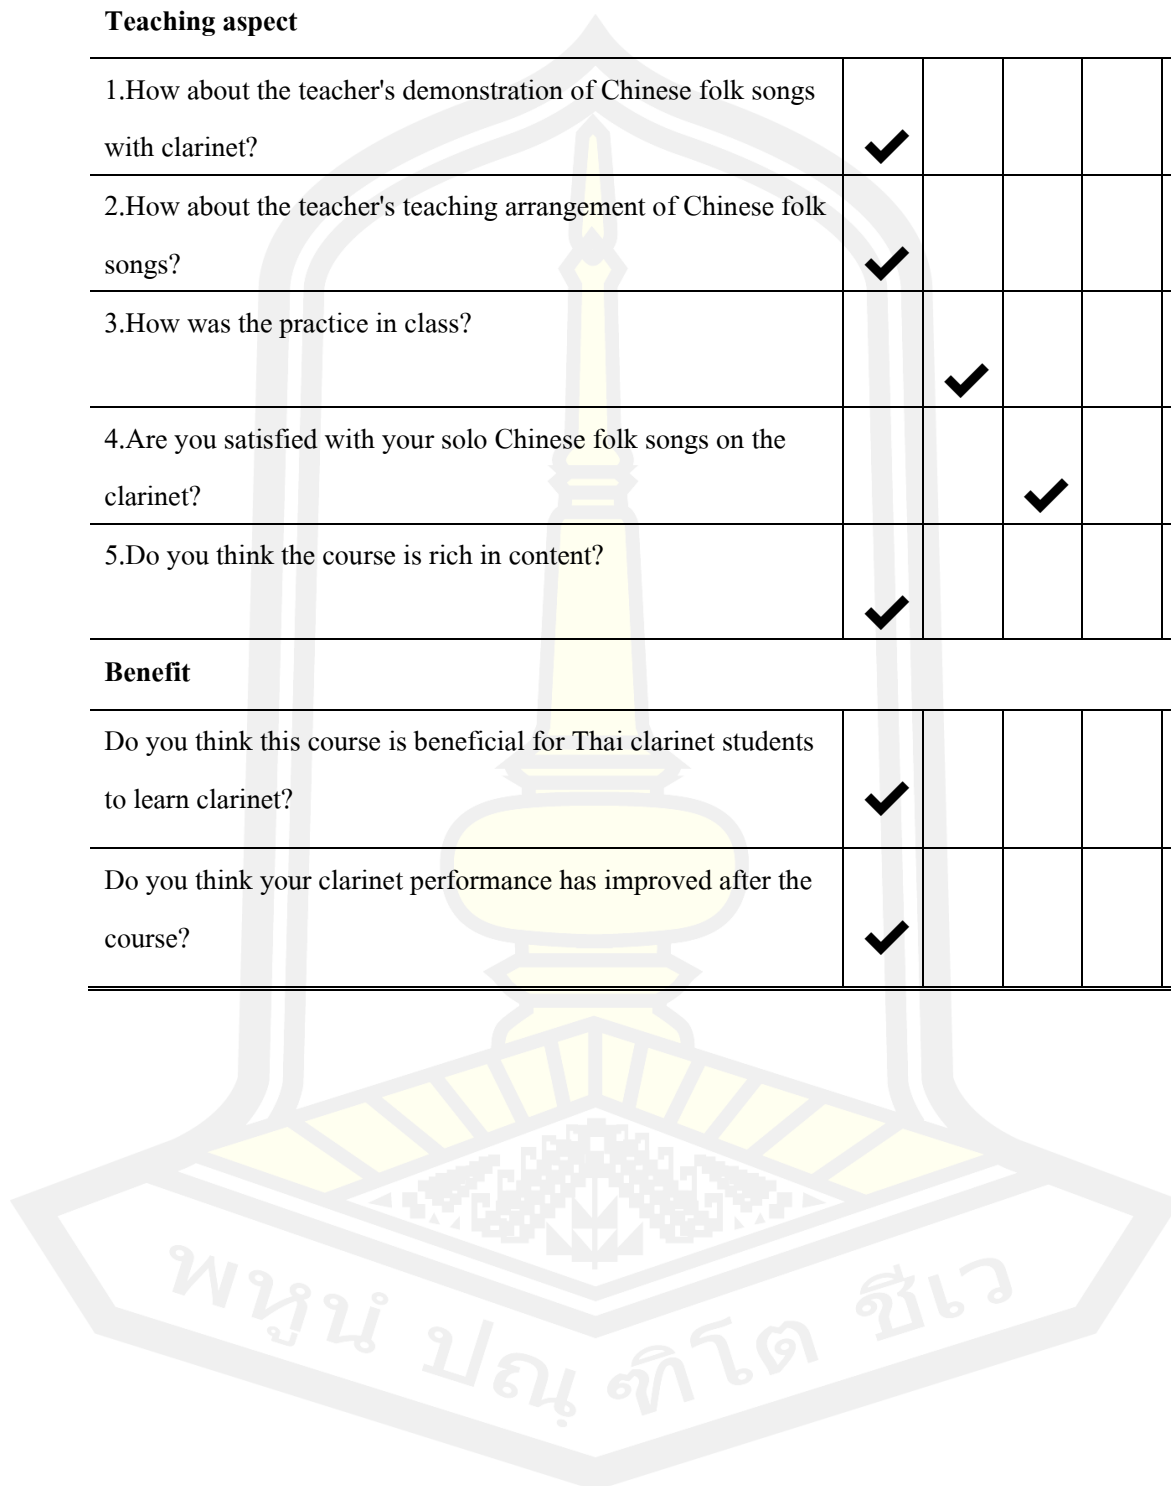 Teaching aspect
1.How about the teacher's demonstration of Chinese folk songs
with clarinet?
✔
2.How about the teacher's teaching arrangement of Chinese folk
songs?
✔
3.How was the practice in class?
✔
4.Are you satisfied with your solo Chinese folk songs on the
clarinet?
✔
5.Do you think the course is rich in content?
✔
Benefit
Do you think this course is beneficial for Thai clarinet students
to learn clarinet?
✔
Do you think your clarinet performance has improved after the
course?
✔
พหูนํ ปณฺฑิโต ชีเว